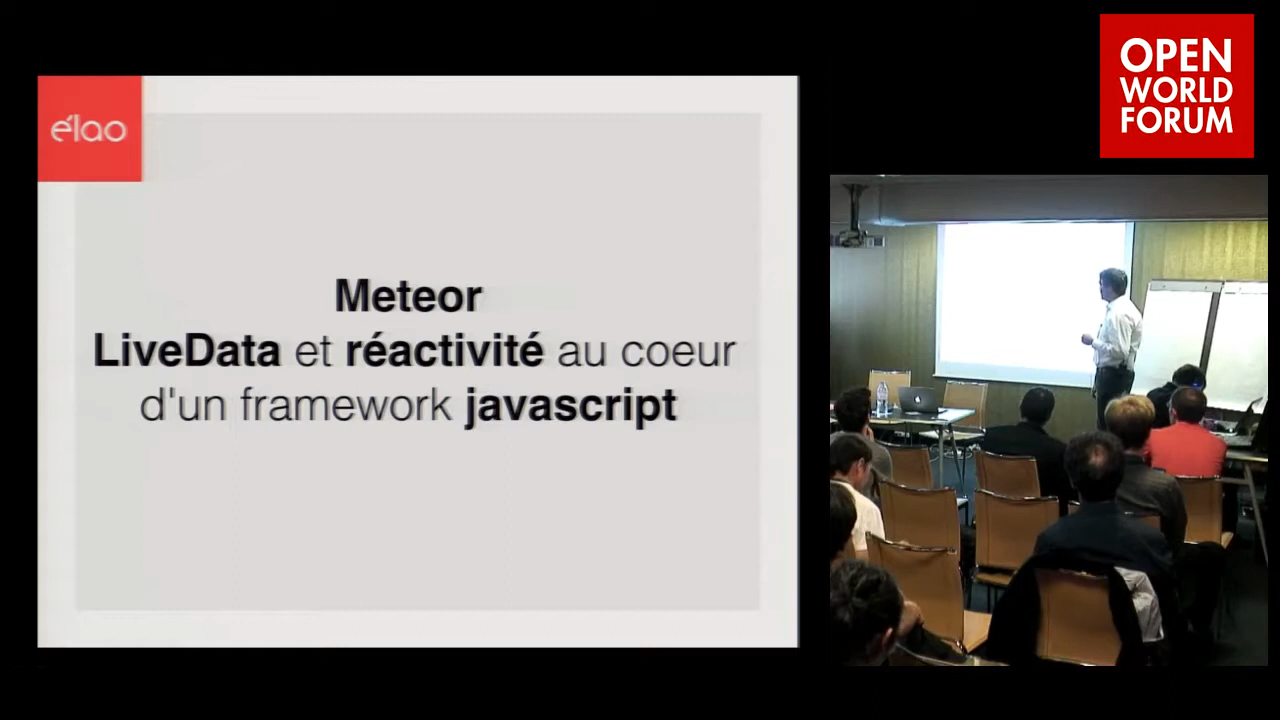 élao
Meteor
LiveData et réactivité au coeur
d'un framework javascript
OPEN
WORLD
FORUM